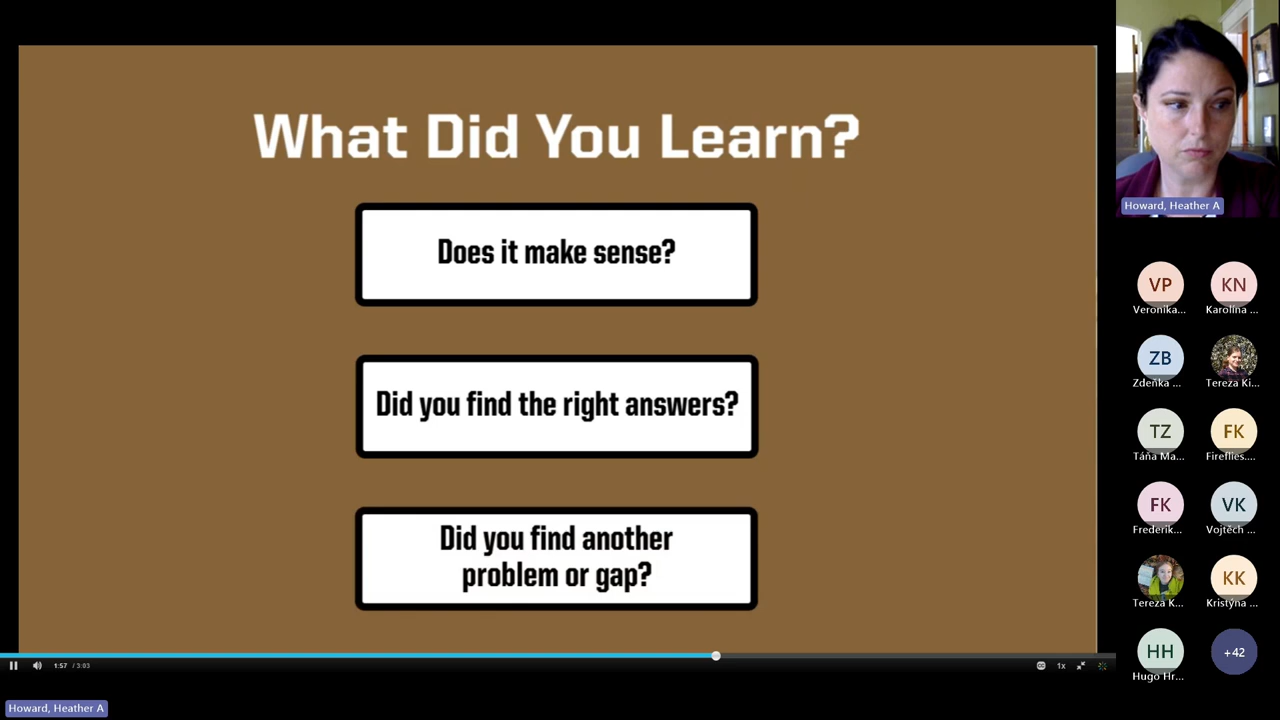 What Did You Learn?
Does it make sense?
Did you find the right answers?
Did you find another
problem or gap?
1:57 / 3:03
CC
1x
Howard, Heather A
Howard, Heather A
VP
KN
Veronika...
Karolína ...
ZB
Zdeňka ...
Tereza Ki...
TZ
FK
Táňa Ma...
Fireflies....
FK
VK
Frederik...
Vojtěch ...
KK
Tereza K...
Kristýna ...
HH
+42
Hugo Hr...